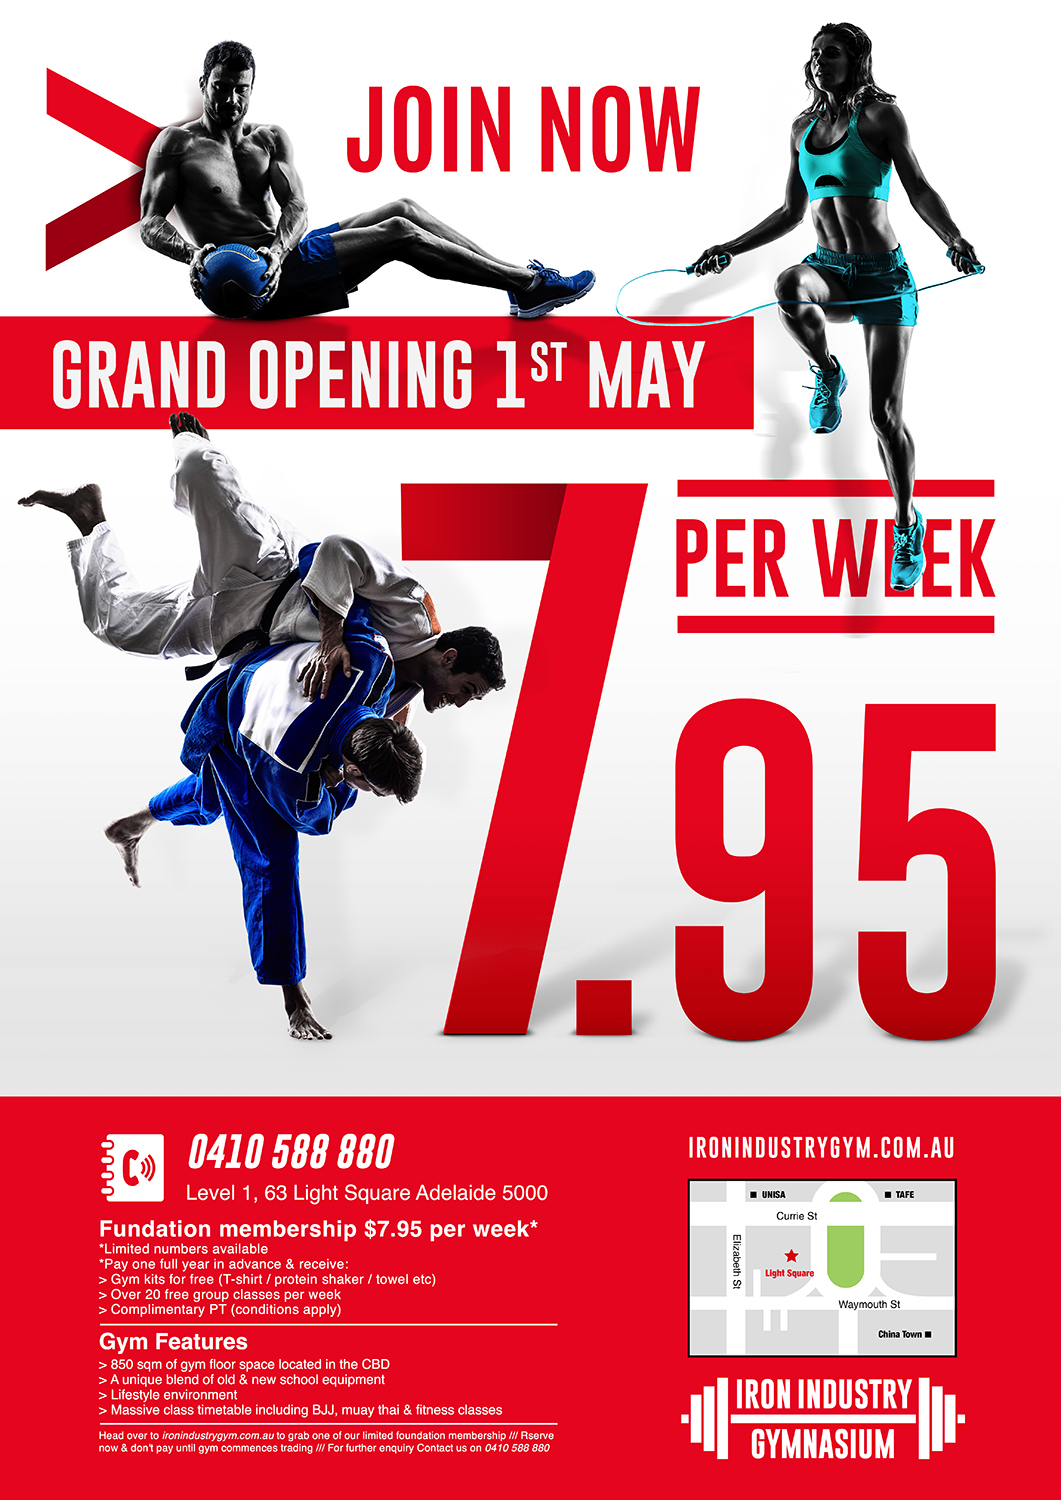 JOIN NOW
GRAND OPENING 1ST MAY
7.95
PER WEEK
0410 588 880
Level 1, 63 Light Square Adelaide 5000
Fundation membership $7.95 per week*
*Limited numbers available
*Pay one full year in advance & receive:
> Gym kits for free (T-shirt / protein shaker / towel etc)
> Over 20 free group classes per week
> Complimentary PT (conditions apply)
Gym Features
> 850 sqm of gym floor space located in the CBD
> A unique blend of old & new school equipment
> Lifestyle environment
> Massive class timetable including BJJ, muay thai & fitness classes
Head over to ironindustry.com.au to grab one of our limited foundation membership /// Rserve
now & don't pay until gym commences trading /// For further enquiry Contact us on 0410 588 880
IRONINDUSTRYGYM.COM.AU
UNISA
TAFE
Currie St
Elizabeth St
Light Square
Waymouth St
China Town
IRON INDUSTRY
GYMNASIUM